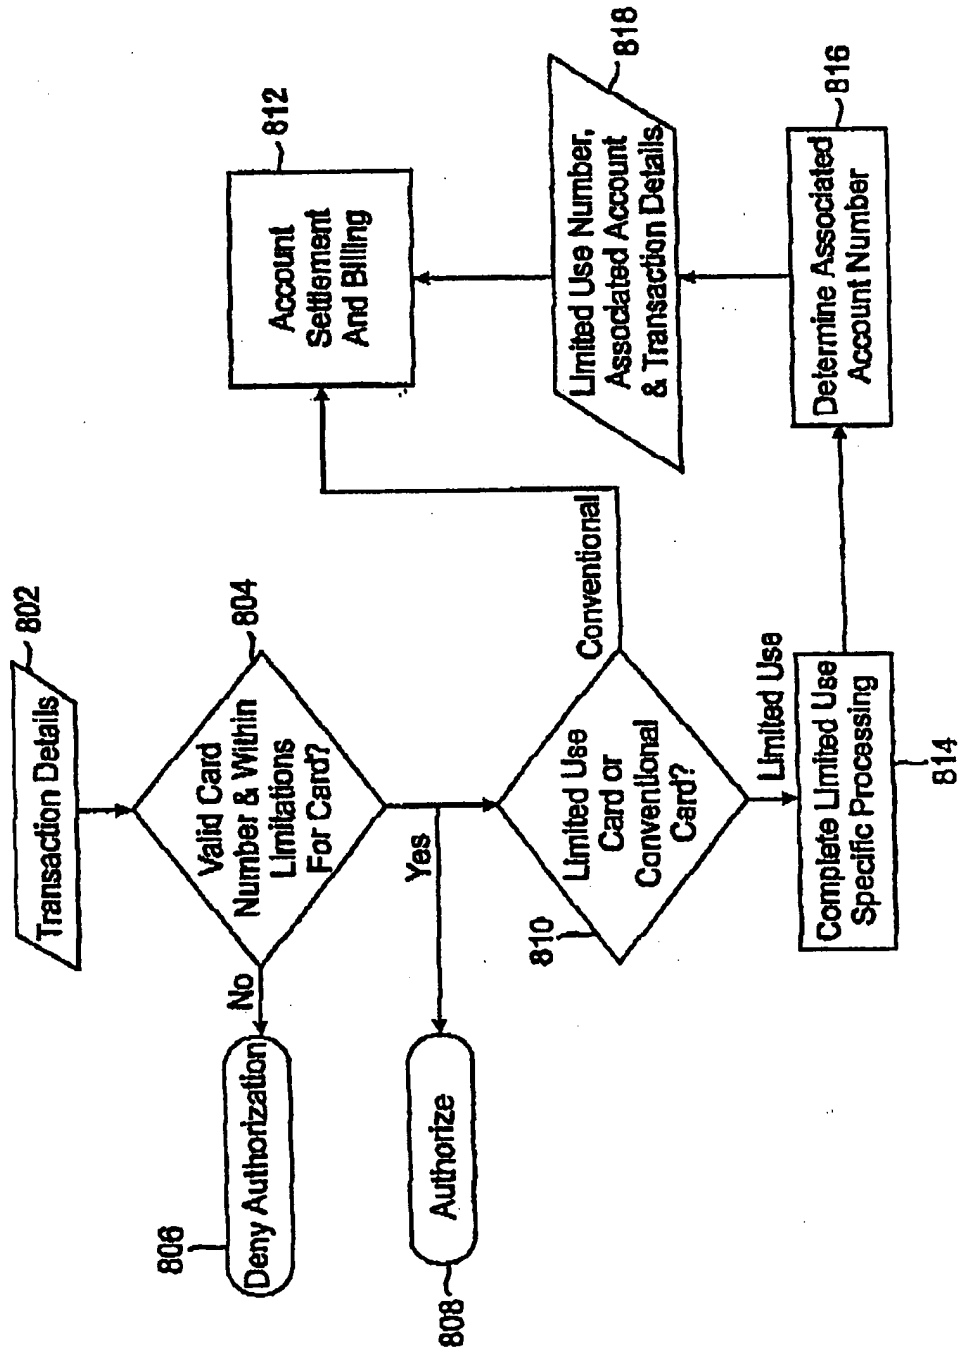 802
Transaction Details
804
Valid Card
Number & Within
Limitations
For Card?
No
806
Deny Authorization
Yes
808
Authorize
810
Limited Use
Card or
Conventional
Card?
Conventional
812
Account
Settlement
And Billing
Limited Use
Complete Limited Use
Specific Processing
814
Determine Associated
Account Number
816
Limited Use Number,
Associated Account
& Transaction Details
818